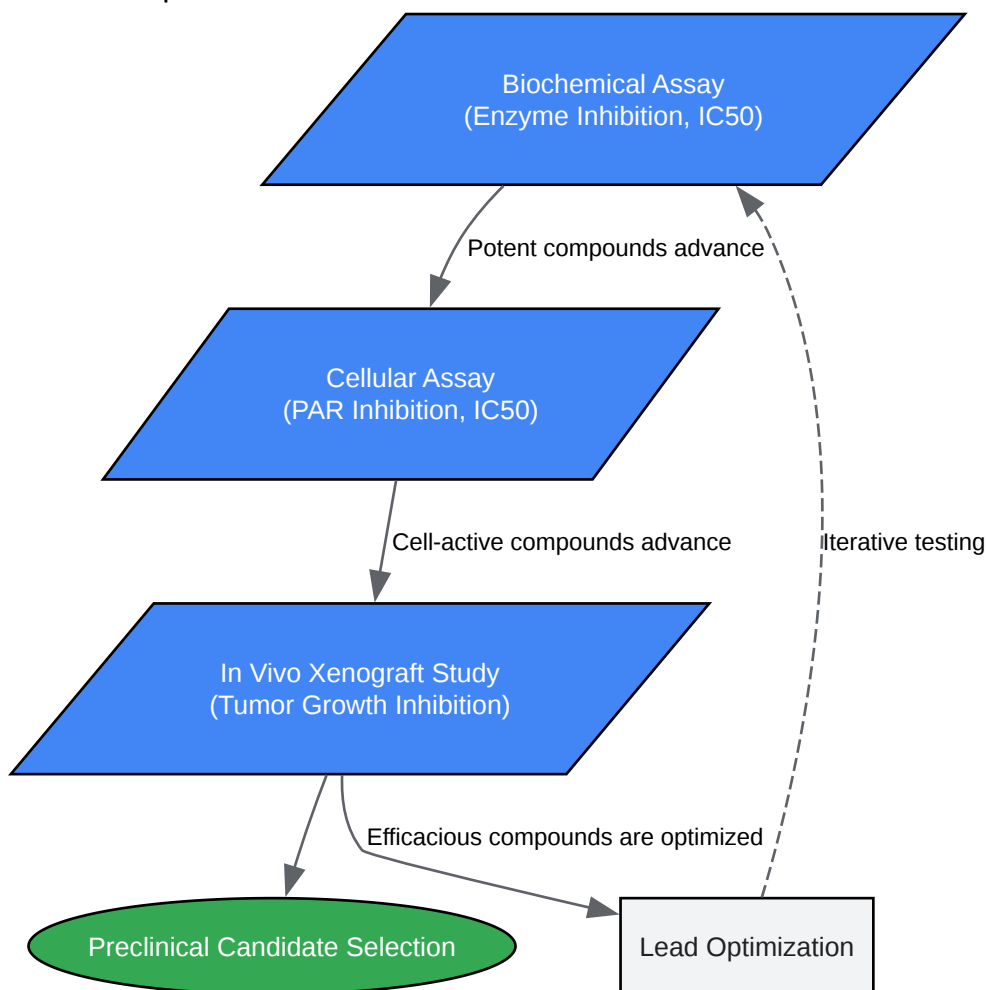 Biochemical Assay
(Enzyme Inhibition, IC50)
Potent compounds advance
Cellular Assay
(PAR Inhibition, IC50)
Cell-active compounds advance
Iterative testing
In Vivo Xenograft Study
(Tumor Growth Inhibition)
Efficacious compounds are optimized
Preclinical Candidate Selection
Lead Optimization